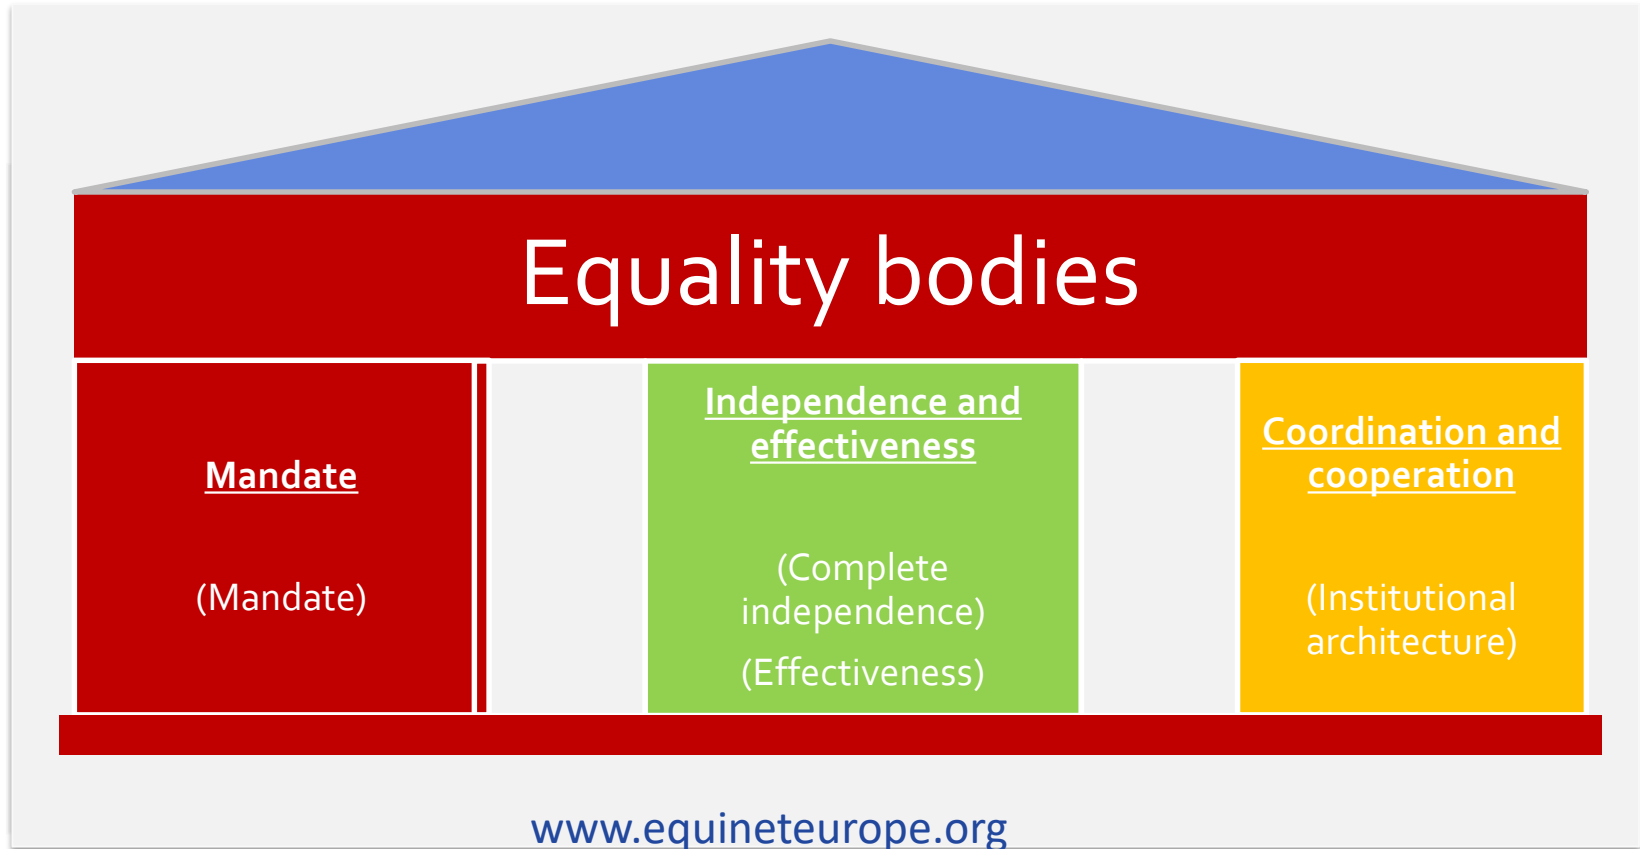 Equality bodies
Mandate
(Mandate)
Independence and
effectiveness
(Complete
independence)
(Effectiveness)
Coordination and
cooperation
(Institutional
architecture)
www.equineteurope.org